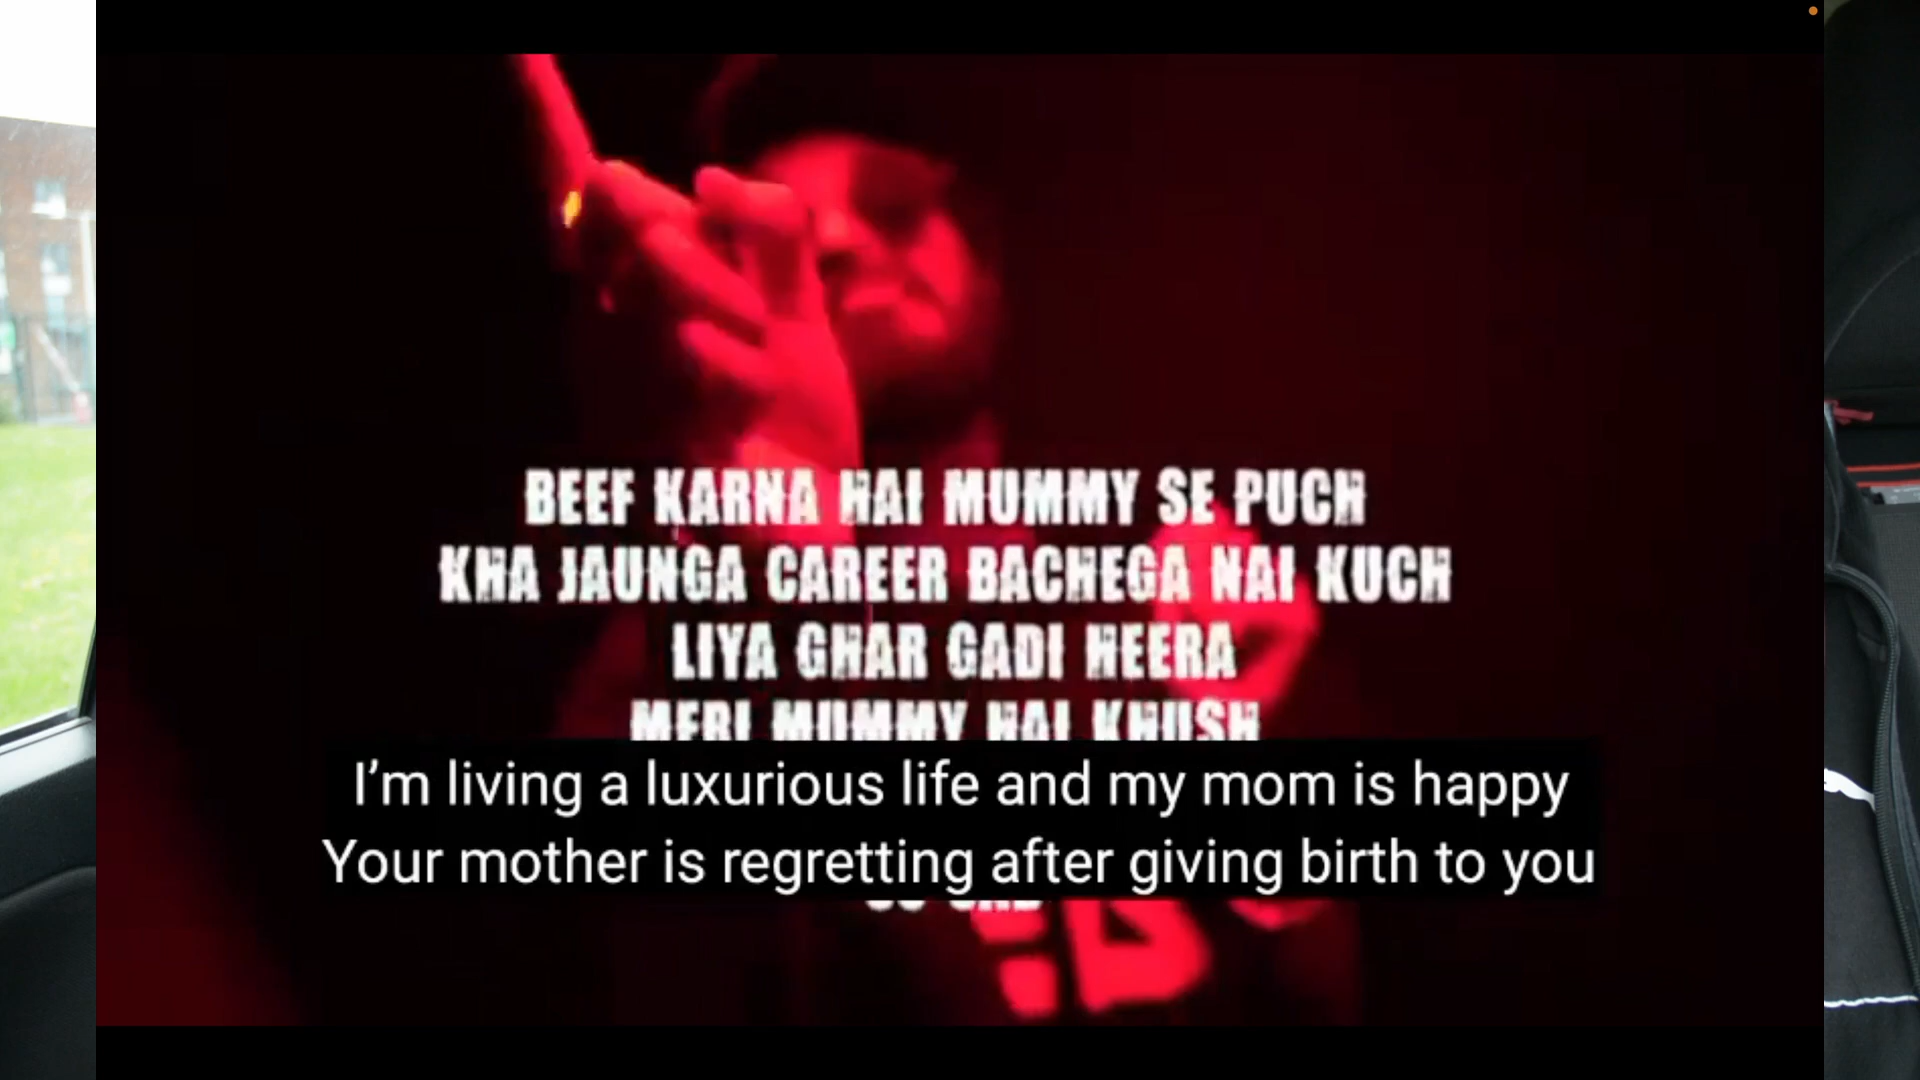 BEEF KARNA HAI MUMMY SE PUCH
KHA JAUNGA CAREER BACHEGA NAI KUCH
LIYA GHAR GADI HEERA
MERI MUMMY HAI KHUSH
I’m living a luxurious life and my mom is happy
Your mother is regretting after giving birth to you